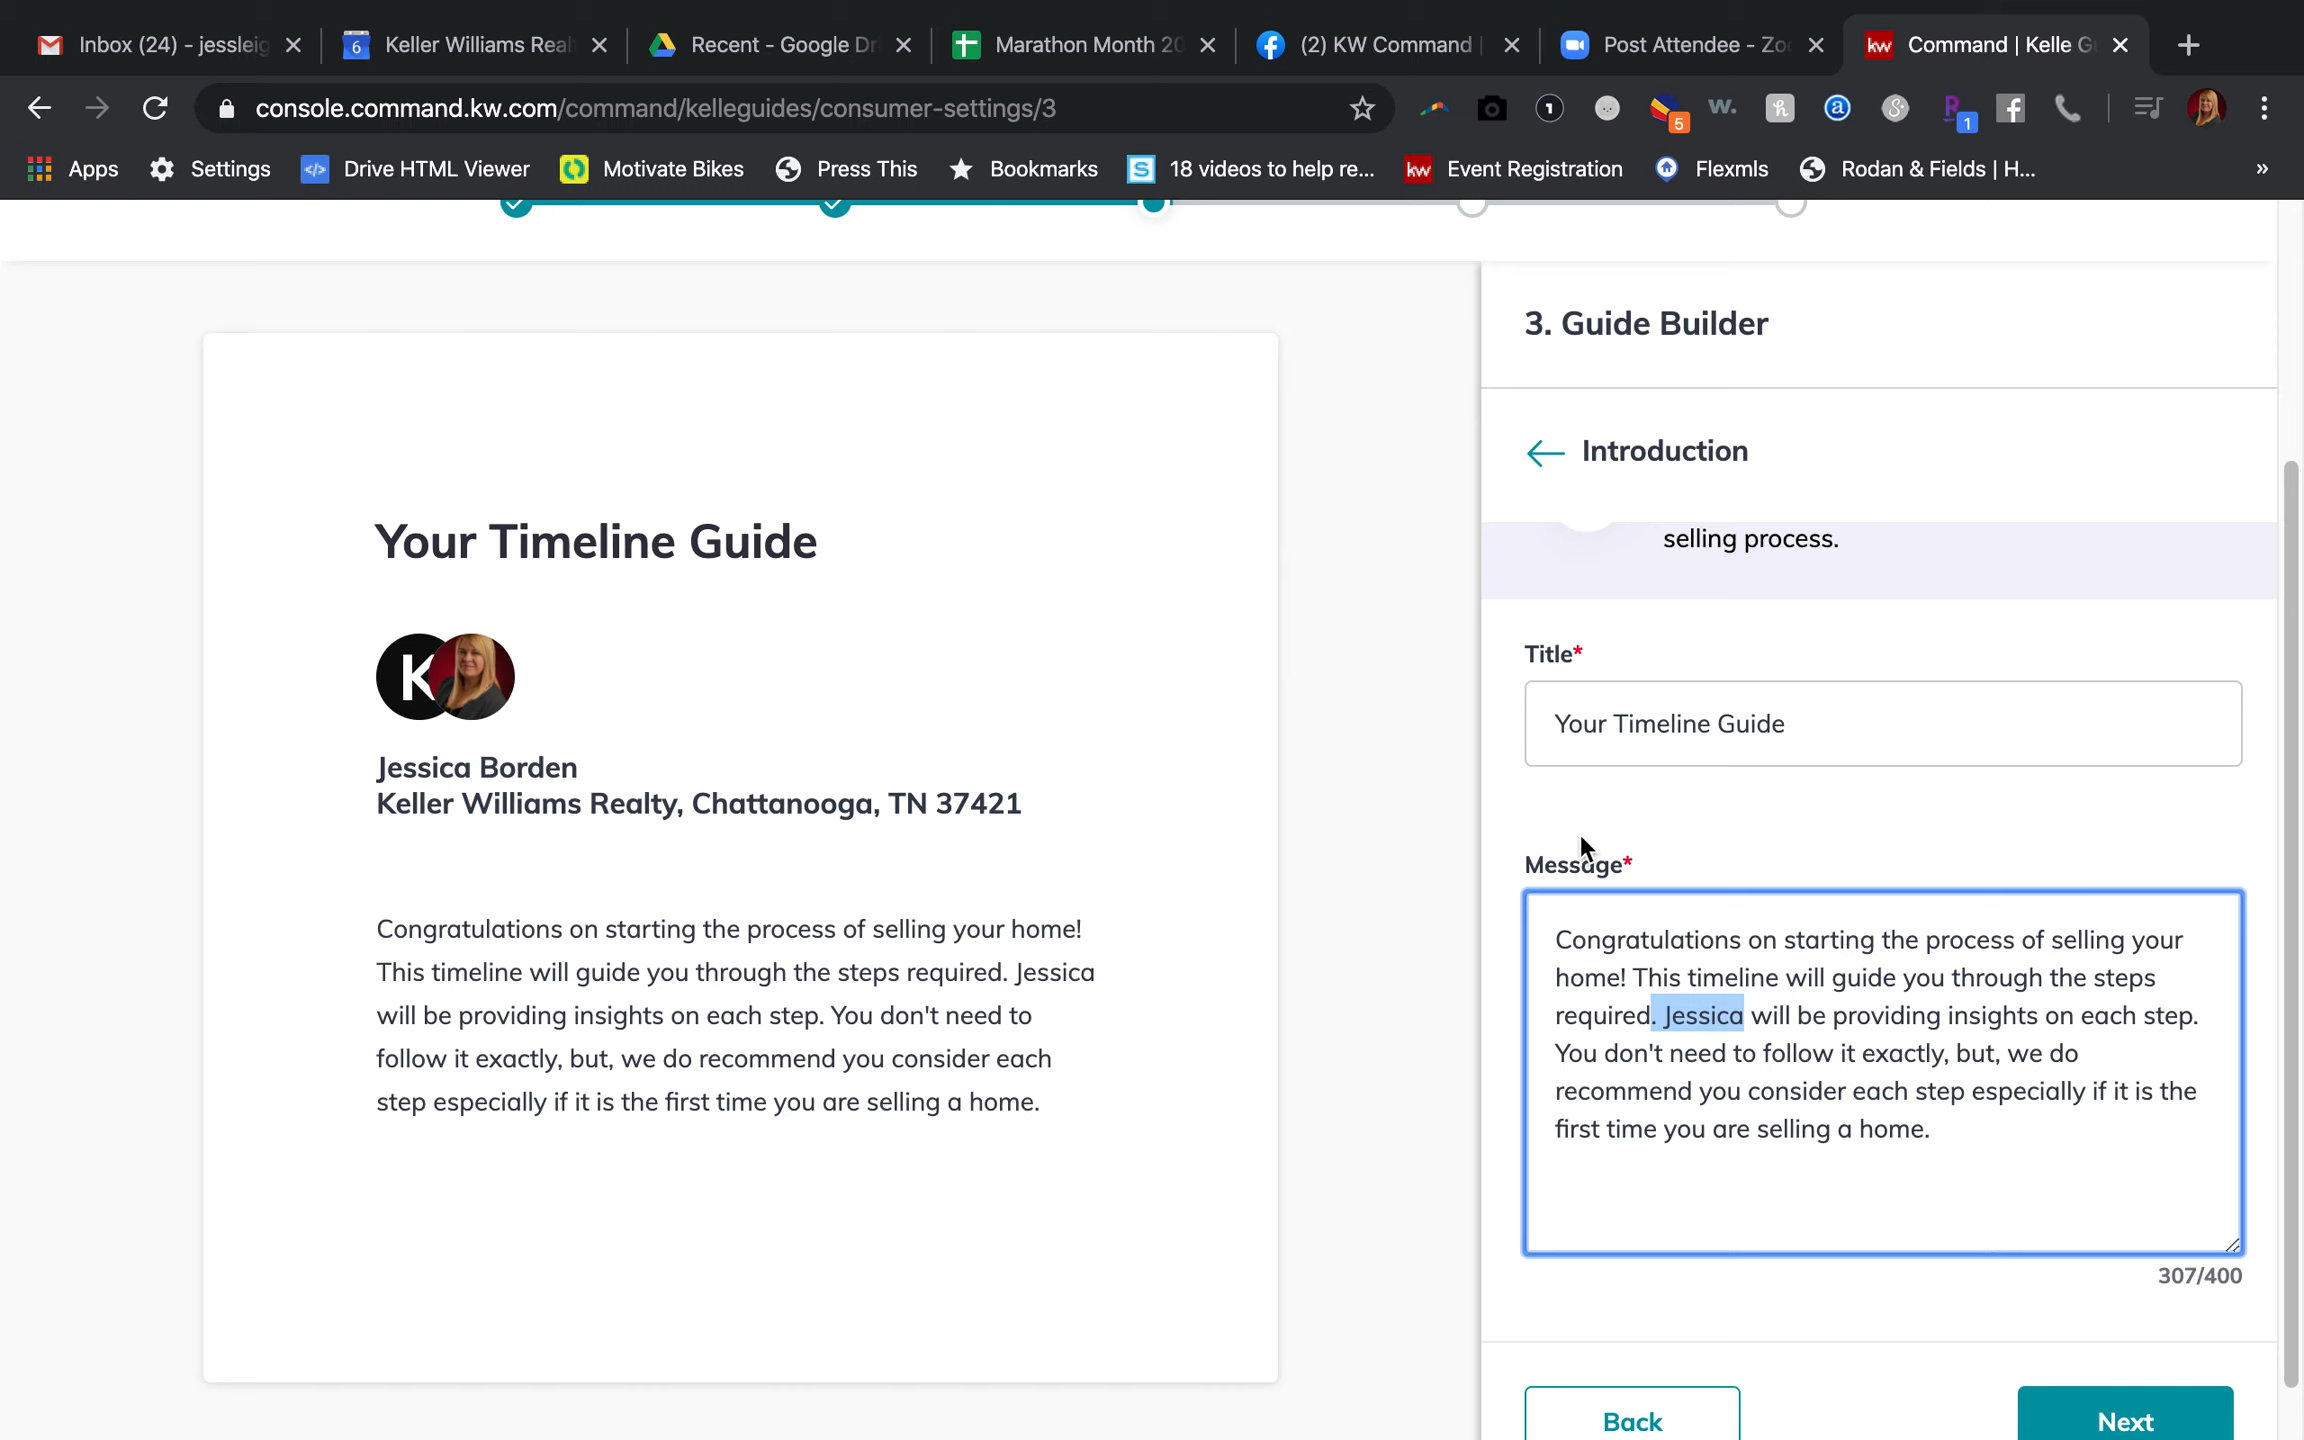 Inbox (24) - jessleig
Keller Williams Real
Recent - Google Dr
Marathon Month 20
(2) KW Command |
Post Attendee - Zo
kw Command | Kelle G
console.command.kw.com/command/kelleguides/consumer-settings/3
5
1
Apps
Settings
Drive HTML Viewer
Motivate Bikes
Press This
Bookmarks
18 videos to help re...
kw Event Registration
Flexmls
Rodan & Fields | H...
»
Your Timeline Guide
K
Jessica Borden
Keller Williams Realty, Chattanooga, TN 37421
Congratulations on starting the process of selling your home!
This timeline will guide you through the steps required. Jessica
will be providing insights on each step. You don't need to
follow it exactly, but, we do recommend you consider each
step especially if it is the first time you are selling a home.
3. Guide Builder
Introduction
selling process.
Title*
Your Timeline Guide
Message*
Congratulations on starting the process of selling your
home! This timeline will guide you through the steps
required. Jessica will be providing insights on each step.
You don't need to follow it exactly, but, we do
recommend you consider each step especially if it is the
first time you are selling a home.
307/400
Back
Next